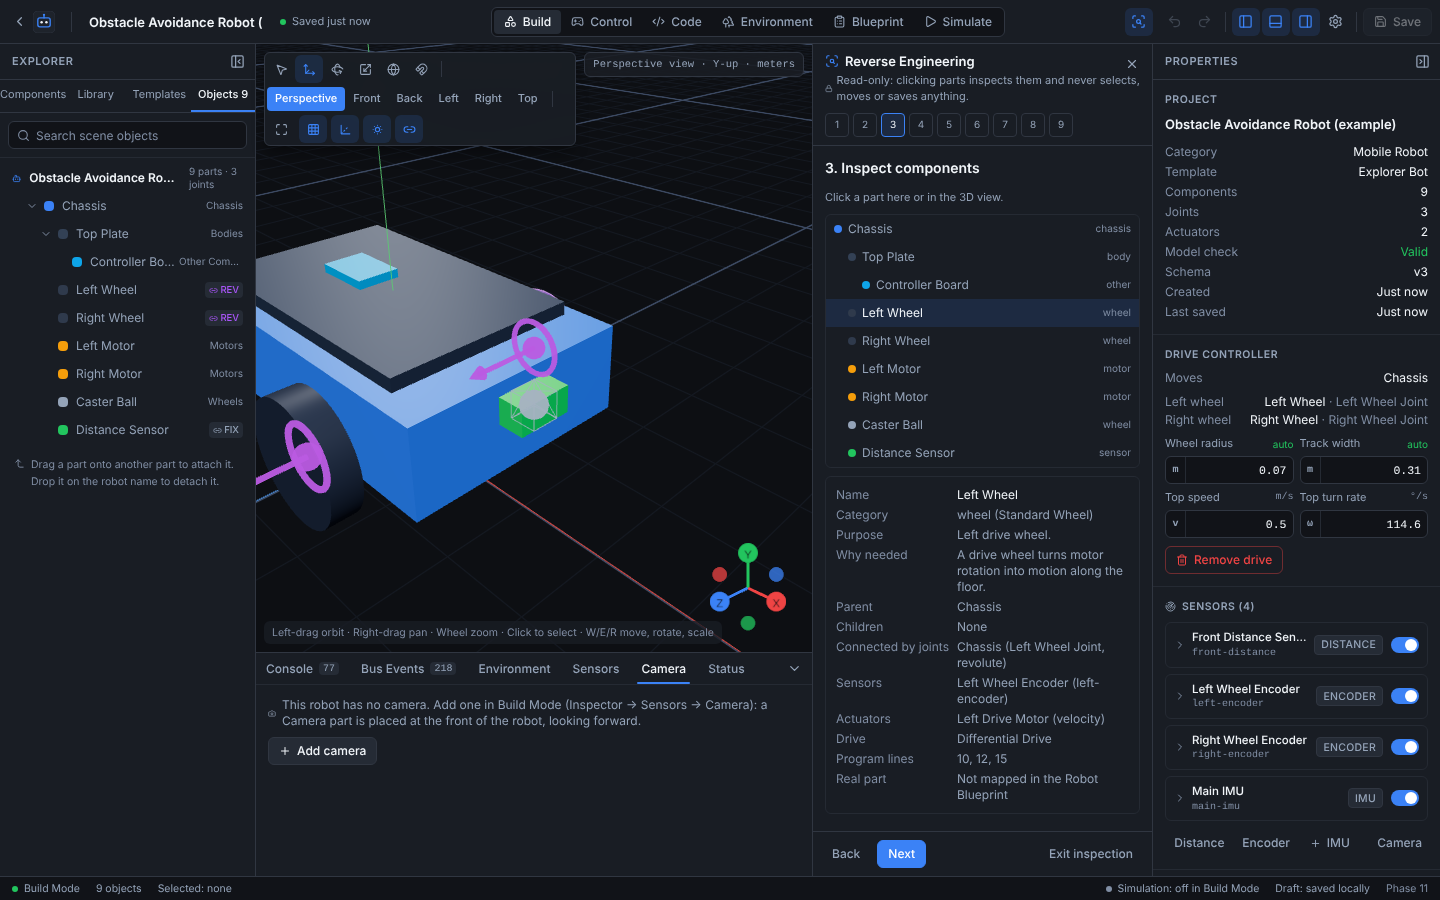 Obstacle Avoidance Robot (
Saved just now
Build
Control
Code
Environment
Blueprint
Simulate
Save
EXPLORER
Components
Library
Templates
Objects 9
Search scene objects
Obstacle Avoidance Ro...
9 parts · 3
joints
Chassis
Chassis
Top Plate
Bodies
Controller Bo...
Other Com...
Left Wheel
REV
Right Wheel
REV
Left Motor
Motors
Right Motor
Motors
Caster Ball
Wheels
Distance Sensor
FIX
Drag a part onto another part to attach it.
Drop it on the robot name to detach it.
Perspective
Front
Back
Left
Right
Top
Perspective view · Y-up · meters
Y
Z
X
Left-drag orbit · Right-drag pan · Wheel zoom · Click to select · W/E/R move, rotate, scale
Console 77
Bus Events 218
Environment
Sensors
Camera
Status
This robot has no camera. Add one in Build Mode (Inspector → Sensors → Camera): a
Camera part is placed at the front of the robot, looking forward.
+ Add camera
Reverse Engineering
Read-only: clicking parts inspects them and never selects,
moves or saves anything.
1 2 3 4 5 6 7 8 9
3. Inspect components
Click a part here or in the 3D view.
Chassis
chassis
Top Plate
body
Controller Board
other
Left Wheel
wheel
Right Wheel
wheel
Left Motor
motor
Right Motor
motor
Caster Ball
wheel
Distance Sensor
sensor
Name
Left Wheel
Category
wheel (Standard Wheel)
Purpose
Left drive wheel.
Why needed
A drive wheel turns motor
rotation into motion along the
floor.
Parent
Chassis
Children
None
Connected by joints
Chassis (Left Wheel Joint,
revolute)
Sensors
Left Wheel Encoder (left-
encoder)
Actuators
Left Drive Motor (velocity)
Drive
Differential Drive
Program lines
10, 12, 15
Real part
Not mapped in the Robot
Blueprint
Back
Next
Exit inspection
PROPERTIES
PROJECT
Obstacle Avoidance Robot (example)
Category
Mobile Robot
Template
Explorer Bot
Components
9
Joints
3
Actuators
2
Model check
Valid
Schema
v3
Created
Just now
Last saved
Just now
DRIVE CONTROLLER
Moves
Chassis
Left wheel
Left Wheel · Left Wheel Joint
Right wheel
Right Wheel · Right Wheel Joint
Wheel radius
auto
Track width
auto
m
0.07
m
0.31
Top speed
m/s
Top turn rate
°/s
v
0.5
ω
114.6
Remove drive
SENSORS (4)
Front Distance Sen...
front-distance
DISTANCE
Left Wheel Encoder
left-encoder
ENCODER
Right Wheel Encoder
right-encoder
ENCODER
Main IMU
main-imu
IMU
Distance
Encoder
+ IMU
Camera
Build Mode
9 objects
Selected: none
Simulation: off in Build Mode
Draft: saved locally
Phase 11